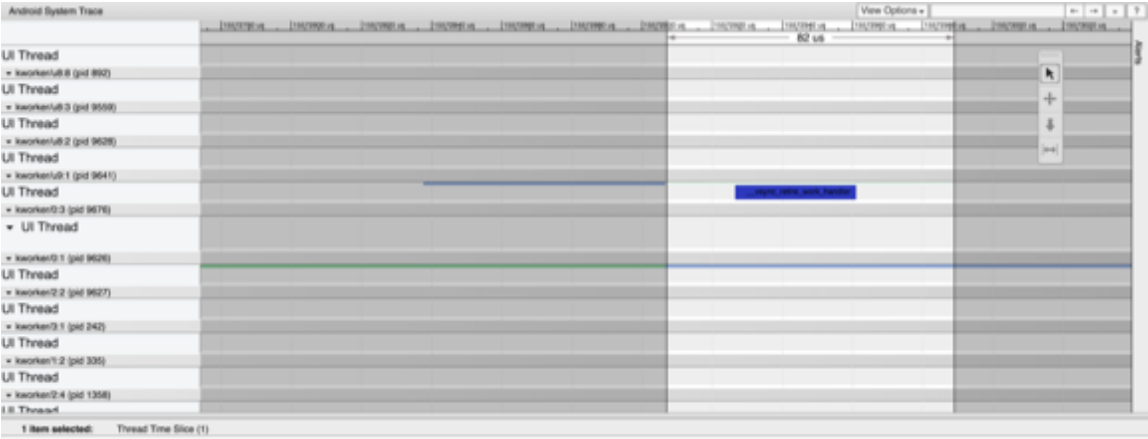 Android System Trace
View Options
?
82 us
Alerts
UI Thread
kworker/u8:8 (pid 892)
UI Thread
kworker/u8:3 (pid 9559)
UI Thread
kworker/u8:2 (pid 9628)
UI Thread
kworker/u9:1 (pid 9641)
UI Thread
kworker/0:3 (pid 9676)
UI Thread
kworker/0:1 (pid 9626)
UI Thread
kworker/2:2 (pid 9627)
UI Thread
kworker/3:1 (pid 242)
UI Thread
kworker/1:2 (pid 335)
UI Thread
kworker/2:4 (pid 1358)
UI Thread
1 item selected: Thread Time Slice (1)